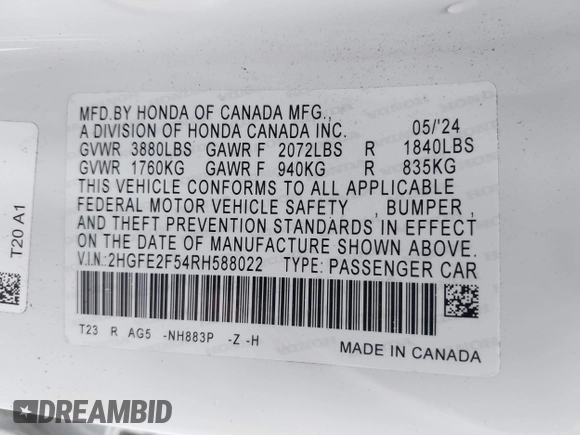 MFD.BY HONDA OF CANADA MFG.,
A DIVISION OF HONDA CANADA INC. 05/'24
GVWR 3880LBS GAWR F 2072LBS R 1840LBS
GVWR 1760KG GAWR F 940KG R 835KG
THIS VEHICLE CONFORMS TO ALL APPLICABLE
FEDERAL MOTOR VEHICLE SAFETY , BUMPER ,
AND THEFT PREVENTION STANDARDS IN EFFECT
ON THE DATE OF MANUFACTURE SHOWN ABOVE.
V.I.N:2HGFE2F54RH588022 TYPE: PASSENGER CAR
T23 R AG5 -NH883P -Z -H
MADE IN CANADA
T20 A1
DREAMBID